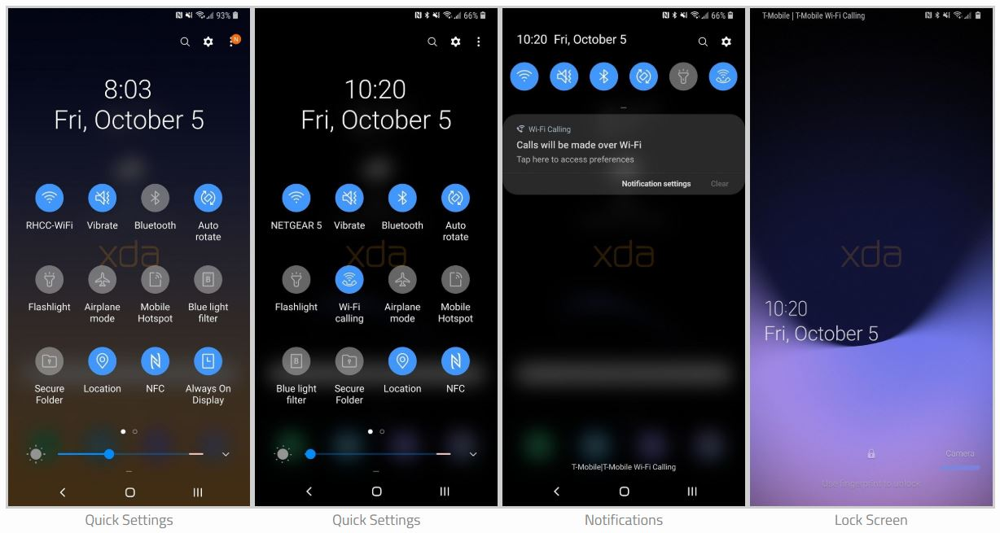 93%
N
8:03
Fri, October 5
RHCC-WiFi
Vibrate
Bluetooth
Auto
rotate
xda
Flashlight
Airplane
mode
Mobile
Hotspot
Blue light
filter
B
Secure
Folder
Location
NFC
Always On
Display
Quick Settings
66%
10:20
Fri, October 5
NETGEAR 5
Vibrate
Bluetooth
Auto
rotate
xda
Flashlight
Wi-Fi
calling
Airplane
mode
Mobile
Hotspot
B
Blue light
filter
Secure
Folder
Location
NFC
Quick Settings
66%
10:20 Fri, October 5
Wi-Fi Calling
Calls will be made over Wi-Fi
Tap here to access preferences
Notification settings Clear
xda
T-Mobile|T-Mobile Wi-Fi Calling
Notifications
T-Mobile | T-Mobile Wi-Fi Calling
xda
10:20
Fri, October 5
Camera
Use fingerprint to unlock
Lock Screen